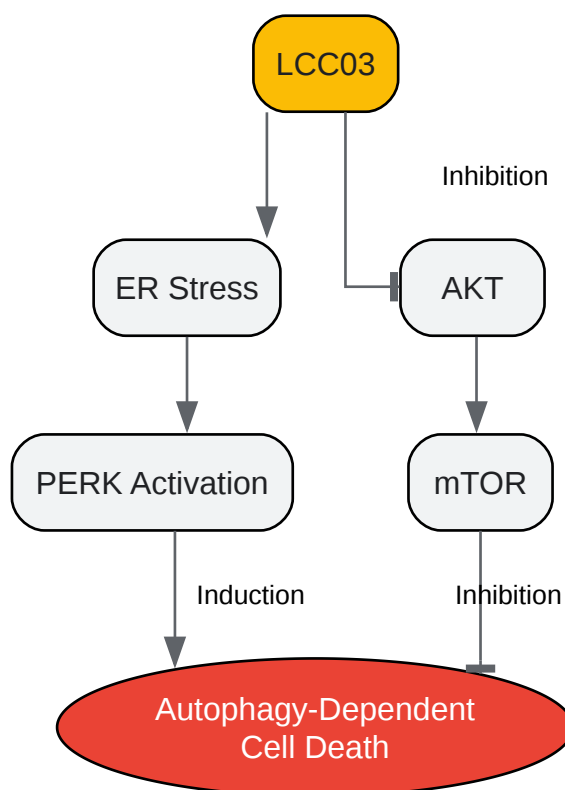 LCC03
Inhibition
ER Stress
AKT
PERK Activation
mTOR
Induction
Inhibition
Autophagy-Dependent
Cell Death